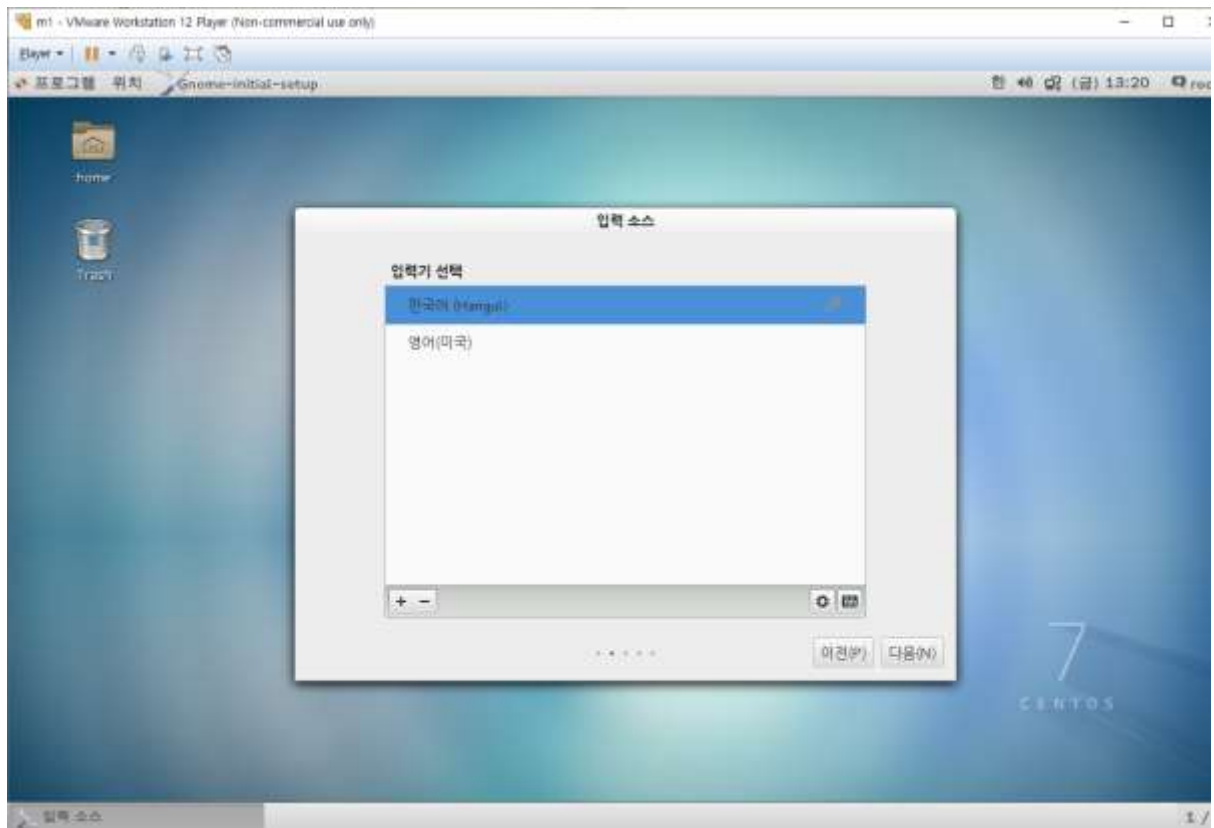 m1 - VMware Workstation 12 Player (Non-commercial use only)
Player
프로그램 위치 Gnome-initial-setup 한 (금) 13:20
home
Trash
입력 소스
입력기 선택
한국어 (Hangul)
영어(미국)
+ −
이전(P) 다음(N)
7
CENTOS
입력 소스 1 /